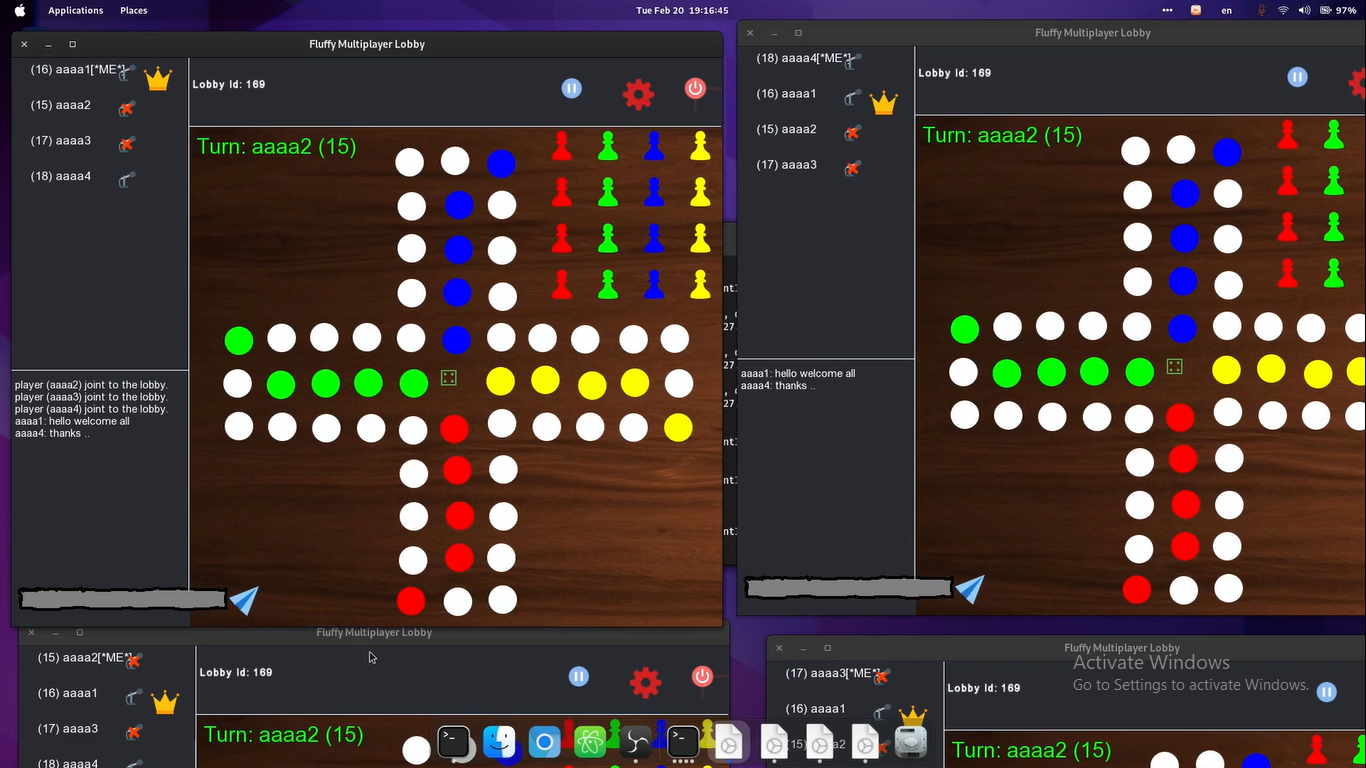 Applications Places Tue Feb 20 19:16:45 en 97%
Fluffy Multiplayer Lobby
(16) aaaa1[*ME*]
(15) aaaa2
(17) aaaa3
(18) aaaa4
Lobby Id: 169
Turn: aaaa2 (15)
player (aaaa2) joint to the lobby.
player (aaaa3) joint to the lobby.
player (aaaa4) joint to the lobby.
aaaa1: hello welcome all
aaaa4: thanks ..
Fluffy Multiplayer Lobby
(18) aaaa4[*ME*]
(16) aaaa1
(15) aaaa2
(17) aaaa3
Lobby Id: 169
Turn: aaaa2 (15)
aaaa1: hello welcome all
aaaa4: thanks ..
Fluffy Multiplayer Lobby
(15) aaaa2[*ME*]
(16) aaaa1
(17) aaaa3
(18) aaaa4
Lobby Id: 169
Turn: aaaa2 (15)
Fluffy Multiplayer Lobby
(17) aaaa3[*ME*]
(16) aaaa1
Lobby Id: 169
Turn: aaaa2 (15)
Activate Windows
Go to Settings to activate Windows.